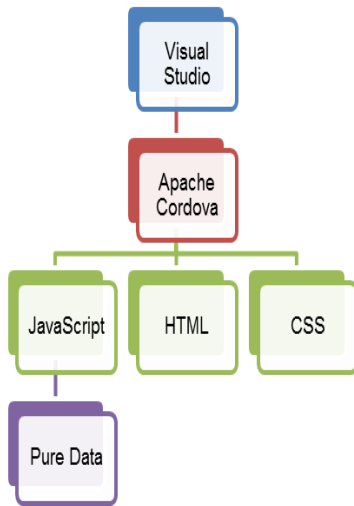 Visual
Studio
Apache
Cordova
JavaScript
HTML
CSS
Pure Data